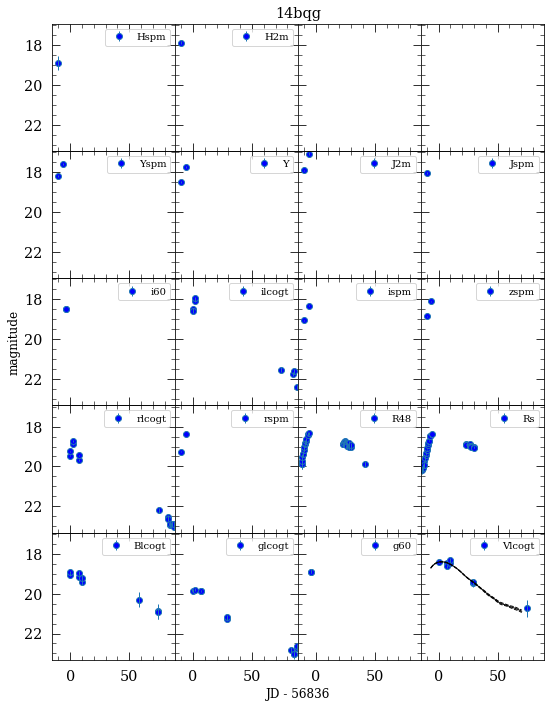 14bqg
Hspm
H2m
18
20
22
Yspm
Y
J2m
Jspm
18
20
22
i60
ilcogt
ispm
zspm
18
20
22
magnitude
rlcogt
rspm
R48
Rs
18
20
22
Blcogt
glcogt
g60
Vlcogt
18
20
22
0 50 0 50 0 50 0 50
JD - 56836